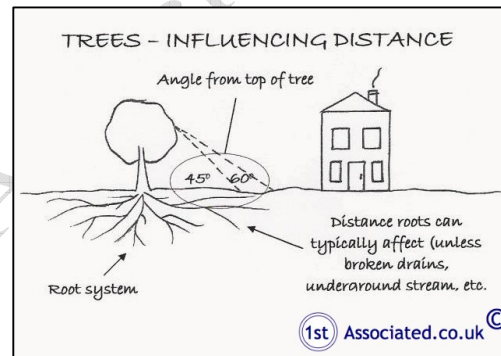 TREES – INFLUENCING DISTANCE
Angle from top of tree
45° 60°
Distance roots can
typically affect (unless
broken drains,
underground stream, etc.
Root system
1st Associated.co.uk ©